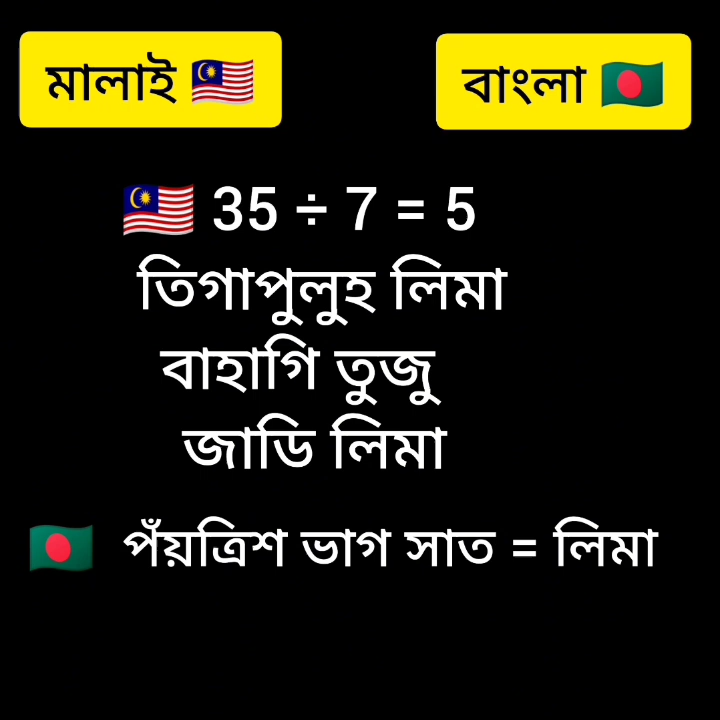 মালাই 🇲🇾
বাংলা 🇧🇩
🇲🇾 35 ÷ 7 = 5
তিগাপুলুহ লিমা
বাহাগি তুজু
জাডি লিমা
🇧🇩 পঁয়ত্রিশ ভাগ সাত = লিমা